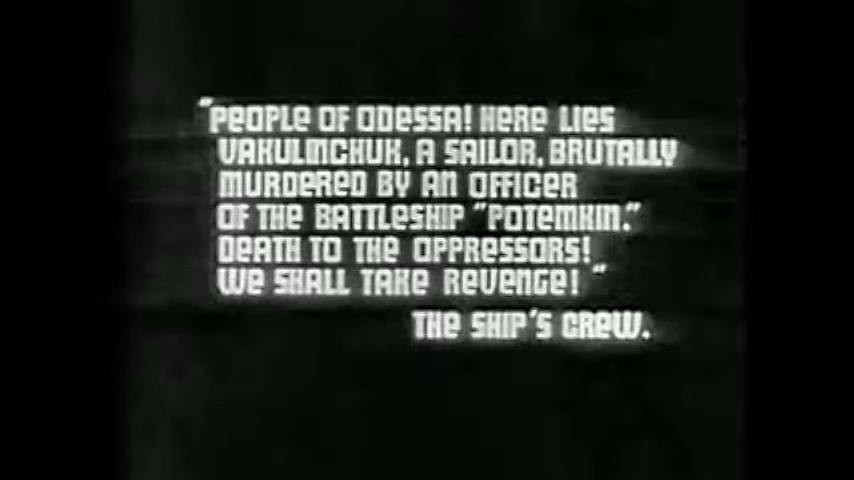 "PEOPLE OF ODESSA! HERE LIES
VAKULINCHUK, A SAILOR, BRUTALLY
MURDERED BY AN OFFICER
OF THE BATTLESHIP "POTEMKIN."
DEATH TO THE OPPRESSORS!
WE SHALL TAKE REVENGE!"
THE SHIP'S CREW.